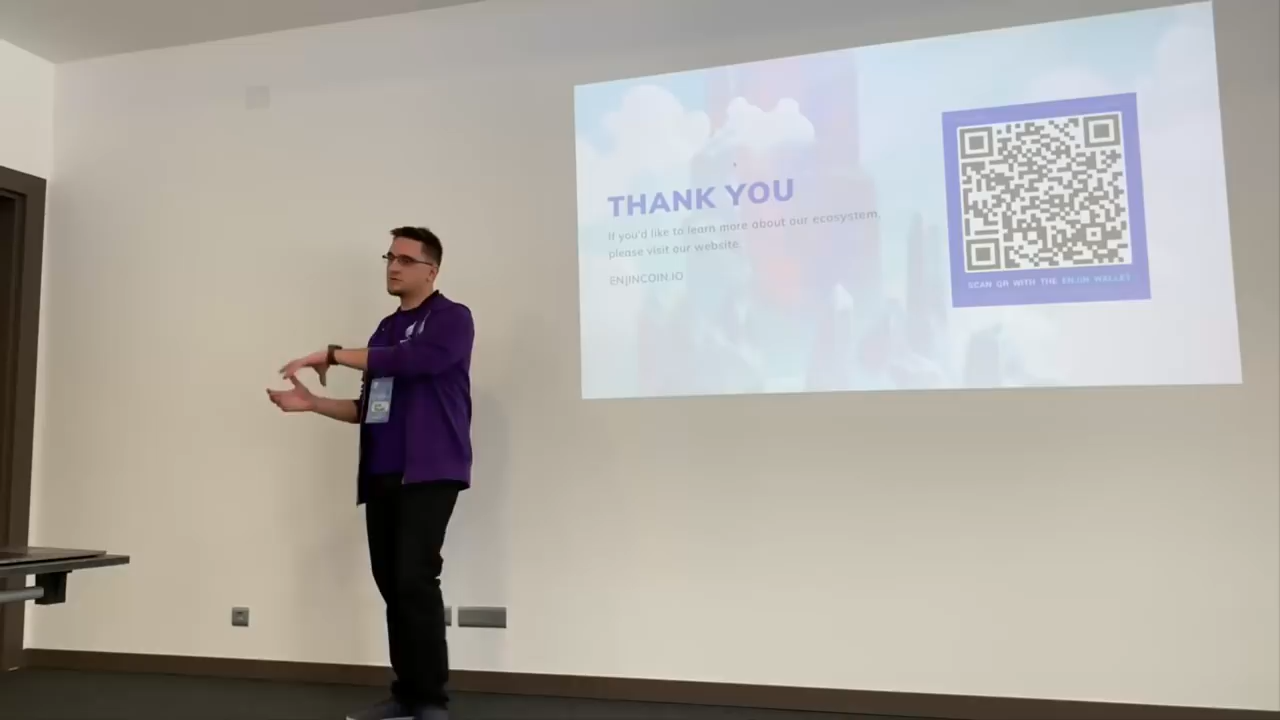 THANK YOU
If you'd like to learn more about our ecosystem,
please visit our website.
ENJINCOIN.IO
SCAN QR WITH THE ENJIN WALLET